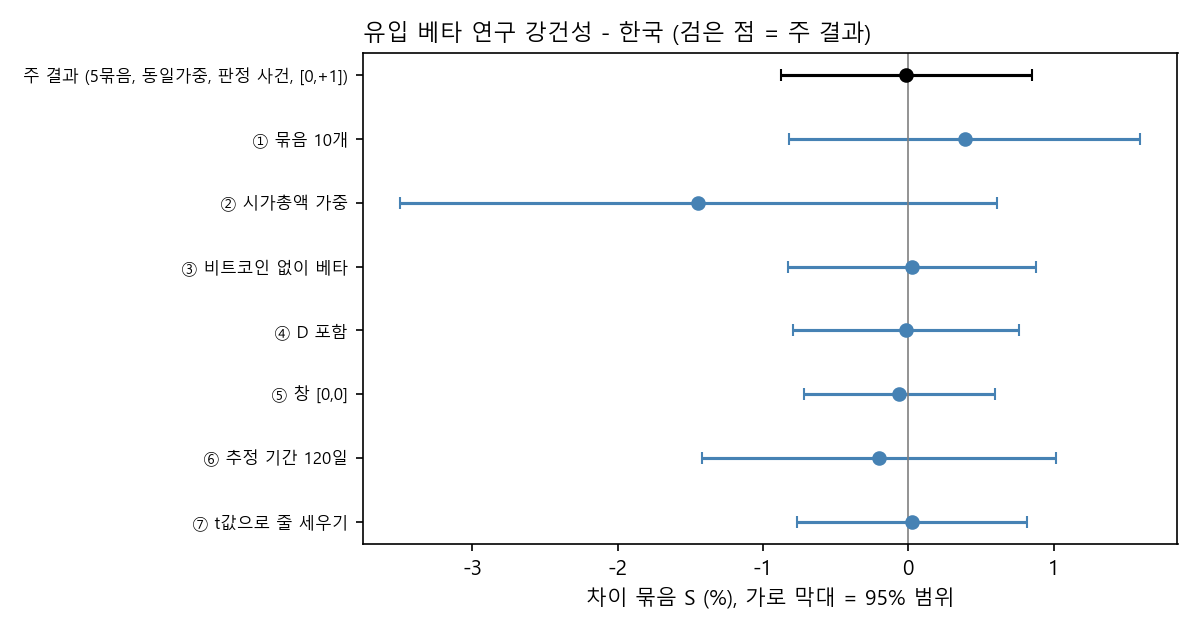 유입 베타 연구 강건성 - 한국 (검은 점 = 주 결과)
주 결과 (5묶음, 동일가중, 판정 사건, [0,+1])
① 묶음 10개
② 시가총액 가중
③ 비트코인 없이 베타
④ D 포함
⑤ 창 [0,0]
⑥ 추정 기간 120일
⑦ t값으로 줄 세우기
-3 -2 -1 0 1
차이 묶음 S (%), 가로 막대 = 95% 범위